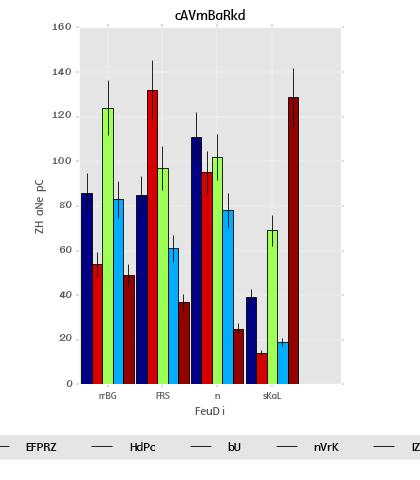 cAVmBaRkd
160
140
120
100
80
60
40
20
0
ZH aNe pC
rrBG FRS n sKaL
FeuD i
EFPRZ HdPc bU nVrK